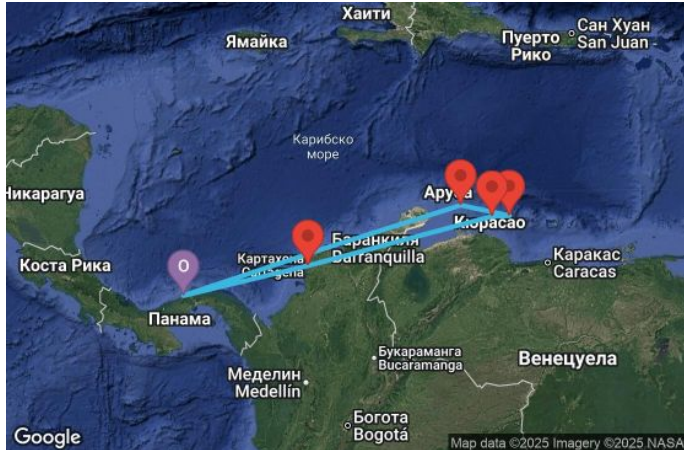 Хаити
Сан Хуан
San Juan
Пуерто
Рико
Ямайка
Карибско
море
Никарагуа
Аруба
Кюрасао
Баранкиля
Barranquilla
Картахена
Cartagena
Каракас
Caracas
Коста Рика
O
Панама
Букараманга
Bucaramanga
Венецуела
Меделин
Medellín
Богота
Bogotá
Google
Map data ©2025 Imagery ©2025 NASA